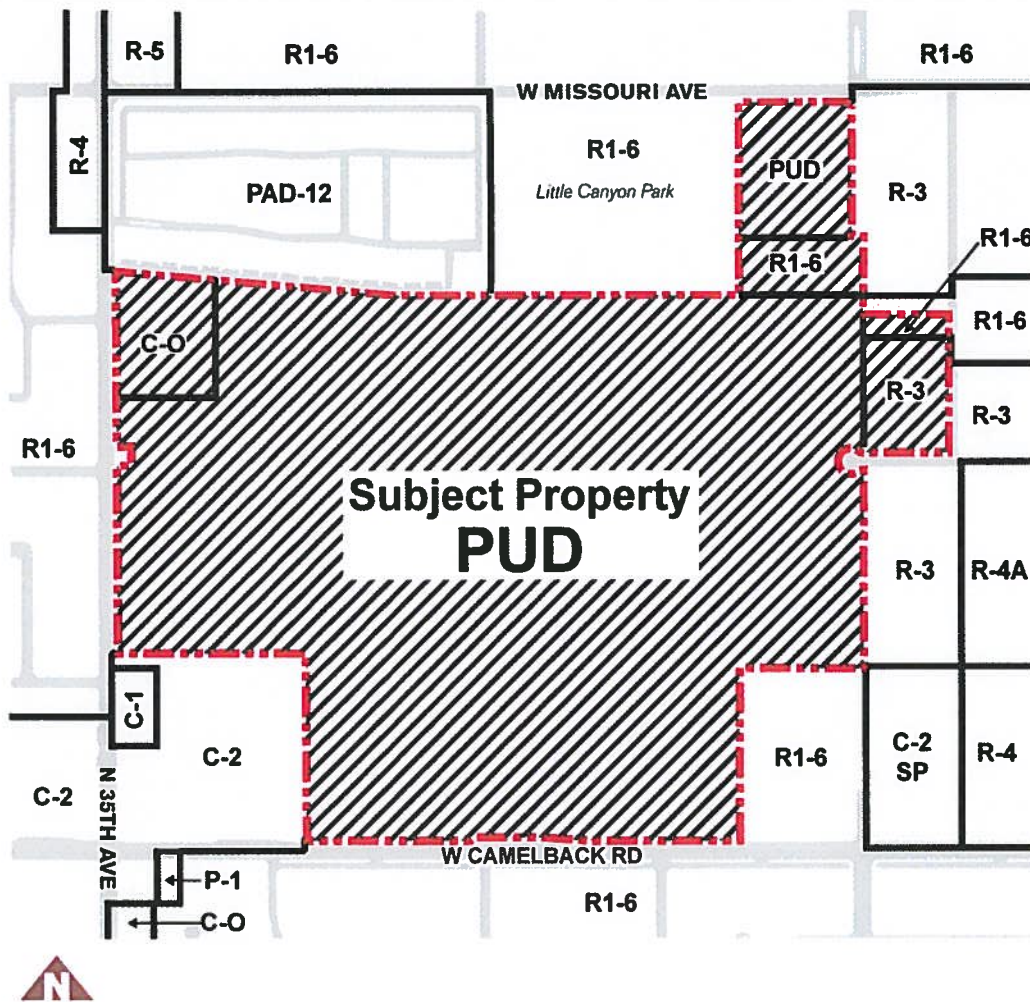 R-5
R1-6
R1-6
W MISSOURI AVE
R-4
PAD-12
R1-6
Little Canyon Park
PUD
R-3
R1-6
R1-6
R1-6
C-O
R-3
R-3
R1-6
Subject Property
PUD
R-3
R-4A
C-1
C-2
R1-6
C-2
SP
R-4
C-2
N 35TH AVE
W CAMELBACK RD
P-1
R1-6
C-O
N